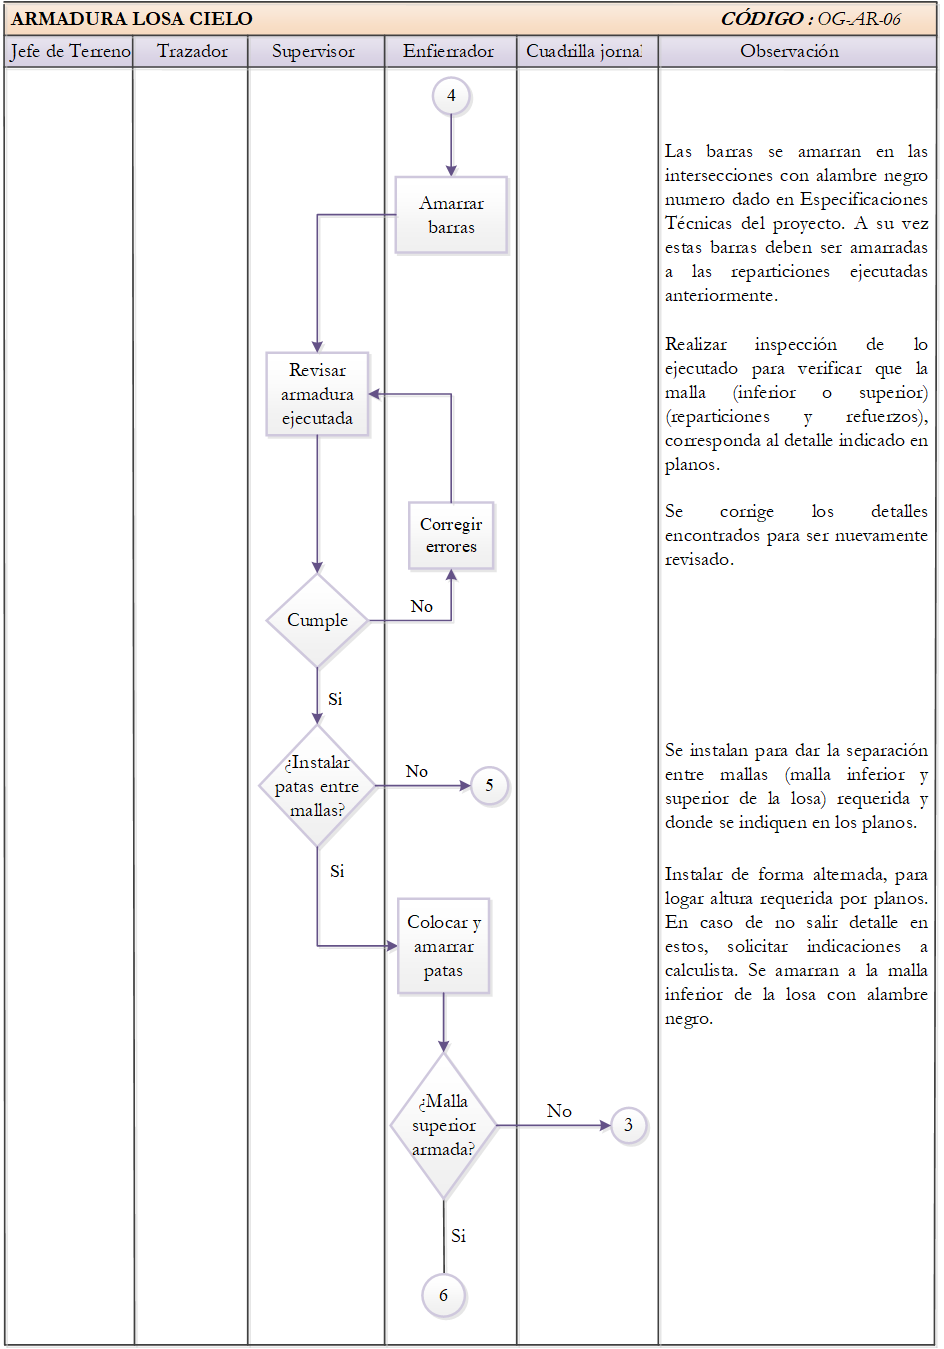 ARMADURA LOSA CIELO
CÓDIGO : OG-AR-06
Jefe de Terreno
Trazador
Supervisor
Enfierrador
Cuadrilla jornal
Observación
4
Amarrar
barras
Las barras se amarran en las
intersecciones con alambre negro
numero dado en Especificaciones
Técnicas del proyecto. A su vez
estas barras deben ser amarradas
a las reparticiones ejecutadas
anteriormente.
Revisar
armadura
ejecutada
Realizar inspección de lo
ejecutado para verificar que la
malla (inferior o superior)
(reparticiones y refuerzos),
corresponda al detalle indicado en
planos.
Corregir
errores
Se corrige los detalles
encontrados para ser nuevamente
revisado.
Cumple
No
Si
¿Instalar
patas entre
mallas?
No
5
Se instalan para dar la separación
entre mallas (malla inferior y
superior de la losa) requerida y
donde se indiquen en los planos.
Si
Colocar y
amarrar
patas
Instalar de forma alternada, para
logar altura requerida por planos.
En caso de no salir detalle en
estos, solicitar indicaciones a
calculista. Se amarran a la malla
inferior de la losa con alambre
negro.
¿Malla
superior
armada?
No
3
Si
6